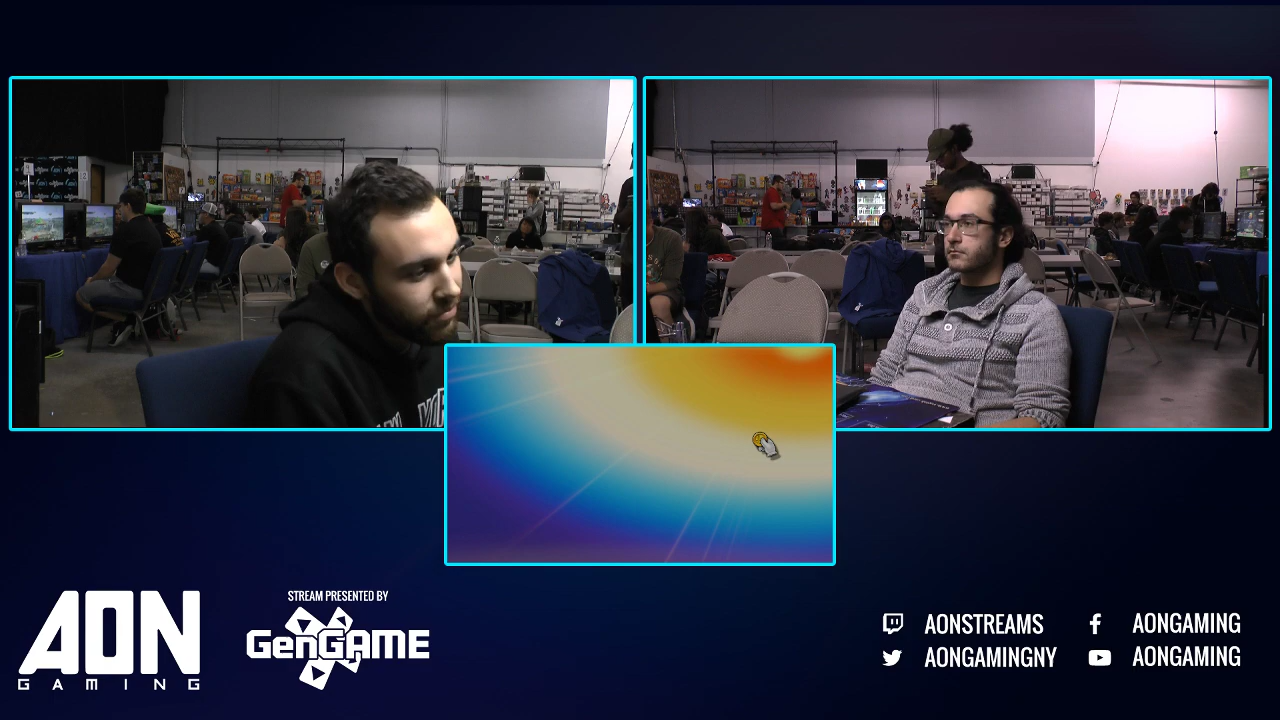 AON
GAMING
STREAM PRESENTED BY
GENGAME
AONSTREAMS
AONGAMING
AONGAMINGNY
AONGAMING